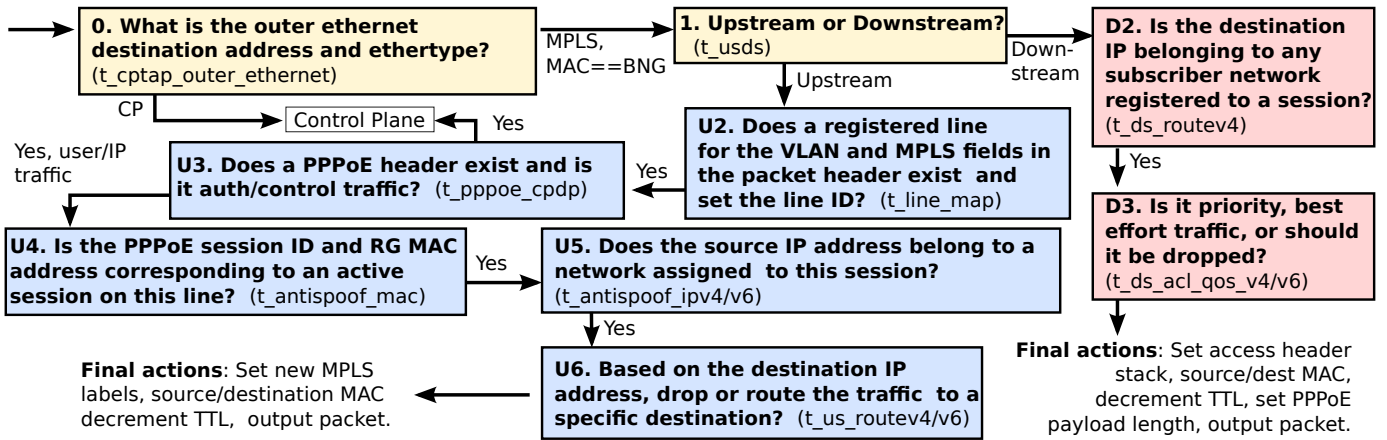 0. What is the outer ethernet
destination address and ethertype?
(t_cptap_outer_ethernet)
MPLS,
MAC==BNG
1. Upstream or Downstream?
(t_usds)
Down-
stream
D2. Is the destination
IP belonging to any
subscriber network
registered to a session?
(t_ds_routev4)
CP
Control Plane
Yes
Upstream
U2. Does a registered line
for the VLAN and MPLS fields in
the packet header exist and
set the line ID? (t_line_map)
Yes
U3. Does a PPPoE header exist and is
it auth/control traffic? (t_pppoe_cpdp)
Yes, user/IP
traffic
Yes
D3. Is it priority, best
effort traffic, or should
it be dropped?
(t_ds_acl_qos_v4/v6)
U4. Is the PPPoE session ID and RG MAC
address corresponding to an active
session on this line? (t_antispoof_mac)
Yes
U5. Does the source IP address belong to a
network assigned to this session?
(t_antispoof_ipv4/v6)
Yes
U6. Based on the destination IP
address, drop or route the traffic to a
specific destination? (t_us_routev4/v6)
Final actions: Set new MPLS
labels, source/destination MAC
decrement TTL, output packet.
Final actions: Set access header
stack, source/dest MAC,
decrement TTL, set PPPoE
payload length, output packet.